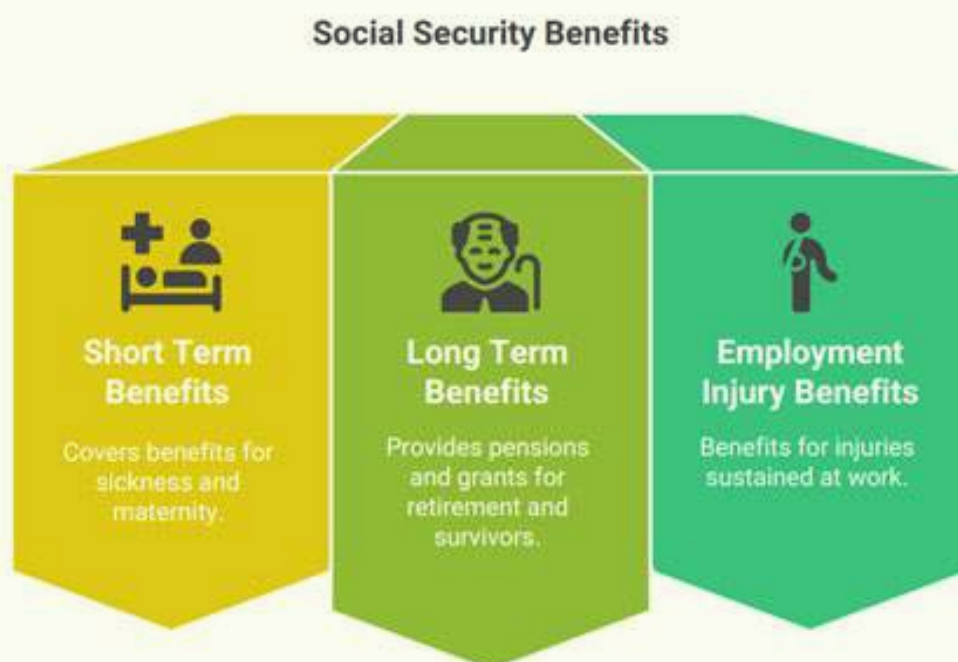 Social Security Benefits
Short Term
Benefits
Covers benefits for
sickness and
maternity.
Long Term
Benefits
Provides pensions
and grants for
retirement and
survivors.
Employment
Injury Benefits
Benefits for injuries
sustained at work.